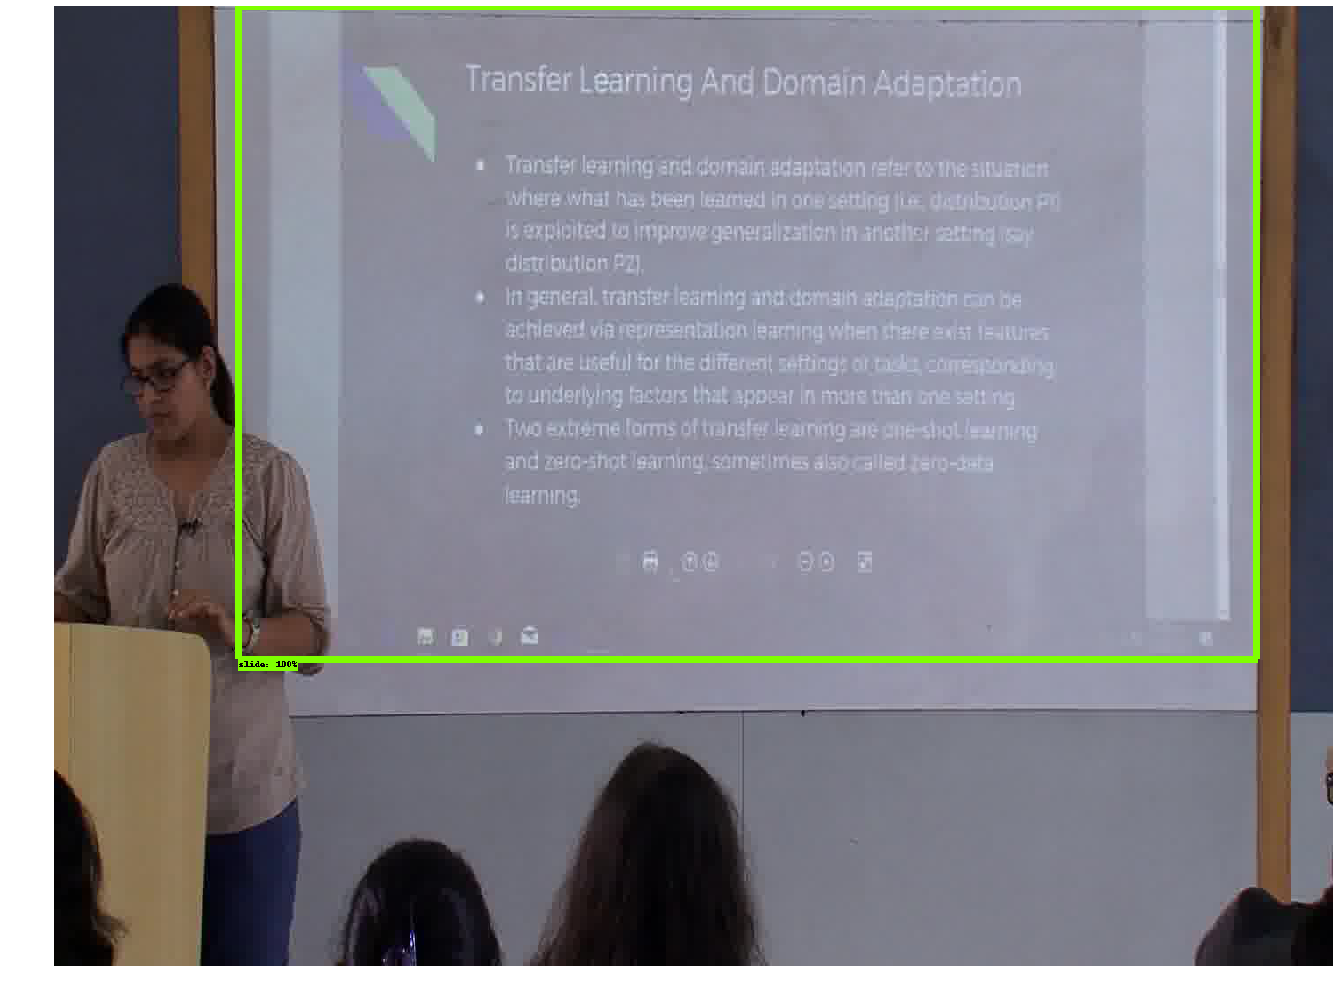 Transfer Learning And Domain Adaptation
● Transfer learning and domain adaptation refer to the situation
where what has been learned in one setting (i.e. distribution P1)
is exploited to improve generalization in another setting (say
distribution P2).
● In general, transfer learning and domain adaptation can be
achieved via representation learning when there exist features
that are useful for the different settings or tasks, corresponding
to underlying factors that appear in more than one setting
● Two extreme forms of transfer learning are one-shot learning
and zero-shot learning, sometimes also called zero-data
learning.
slide: 100%